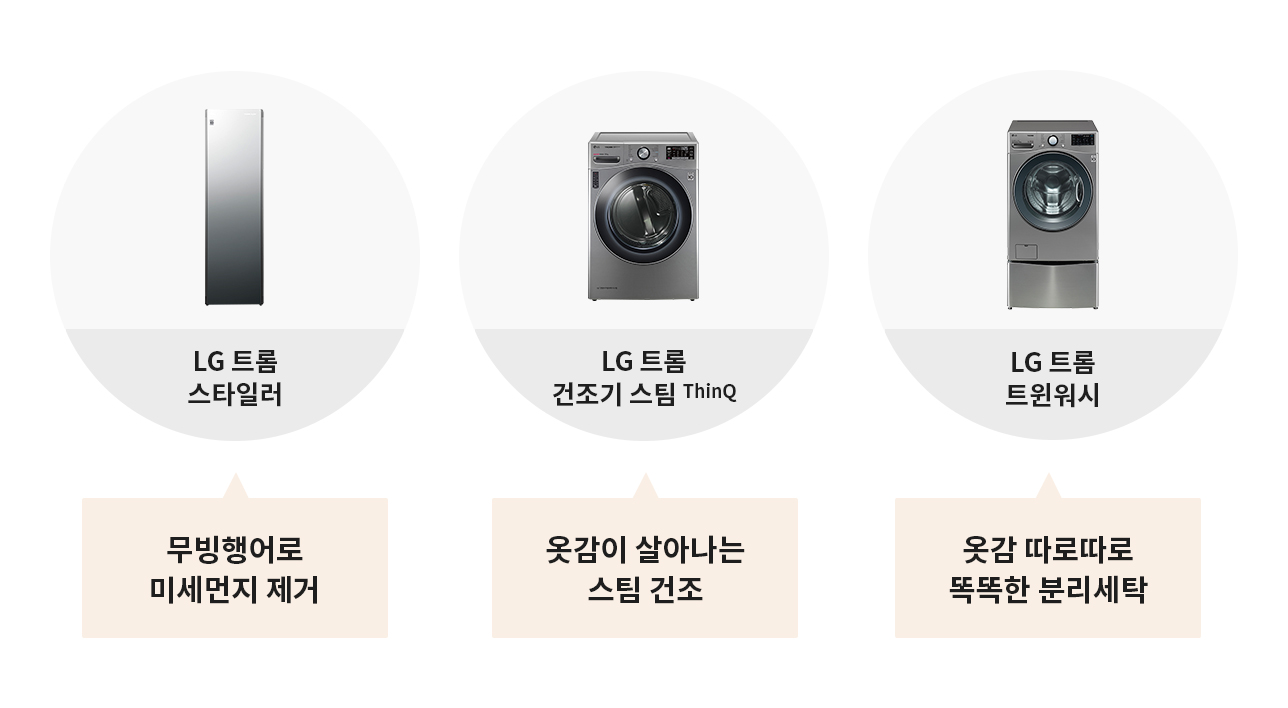 LG 트롬
스타일러
무빙행어로
미세먼지 제거
LG 트롬
건조기 스팀 ThinQ
옷감이 살아나는
스팀 건조
LG 트롬
트윈워시
옷감 따로따로
똑똑한 분리세탁